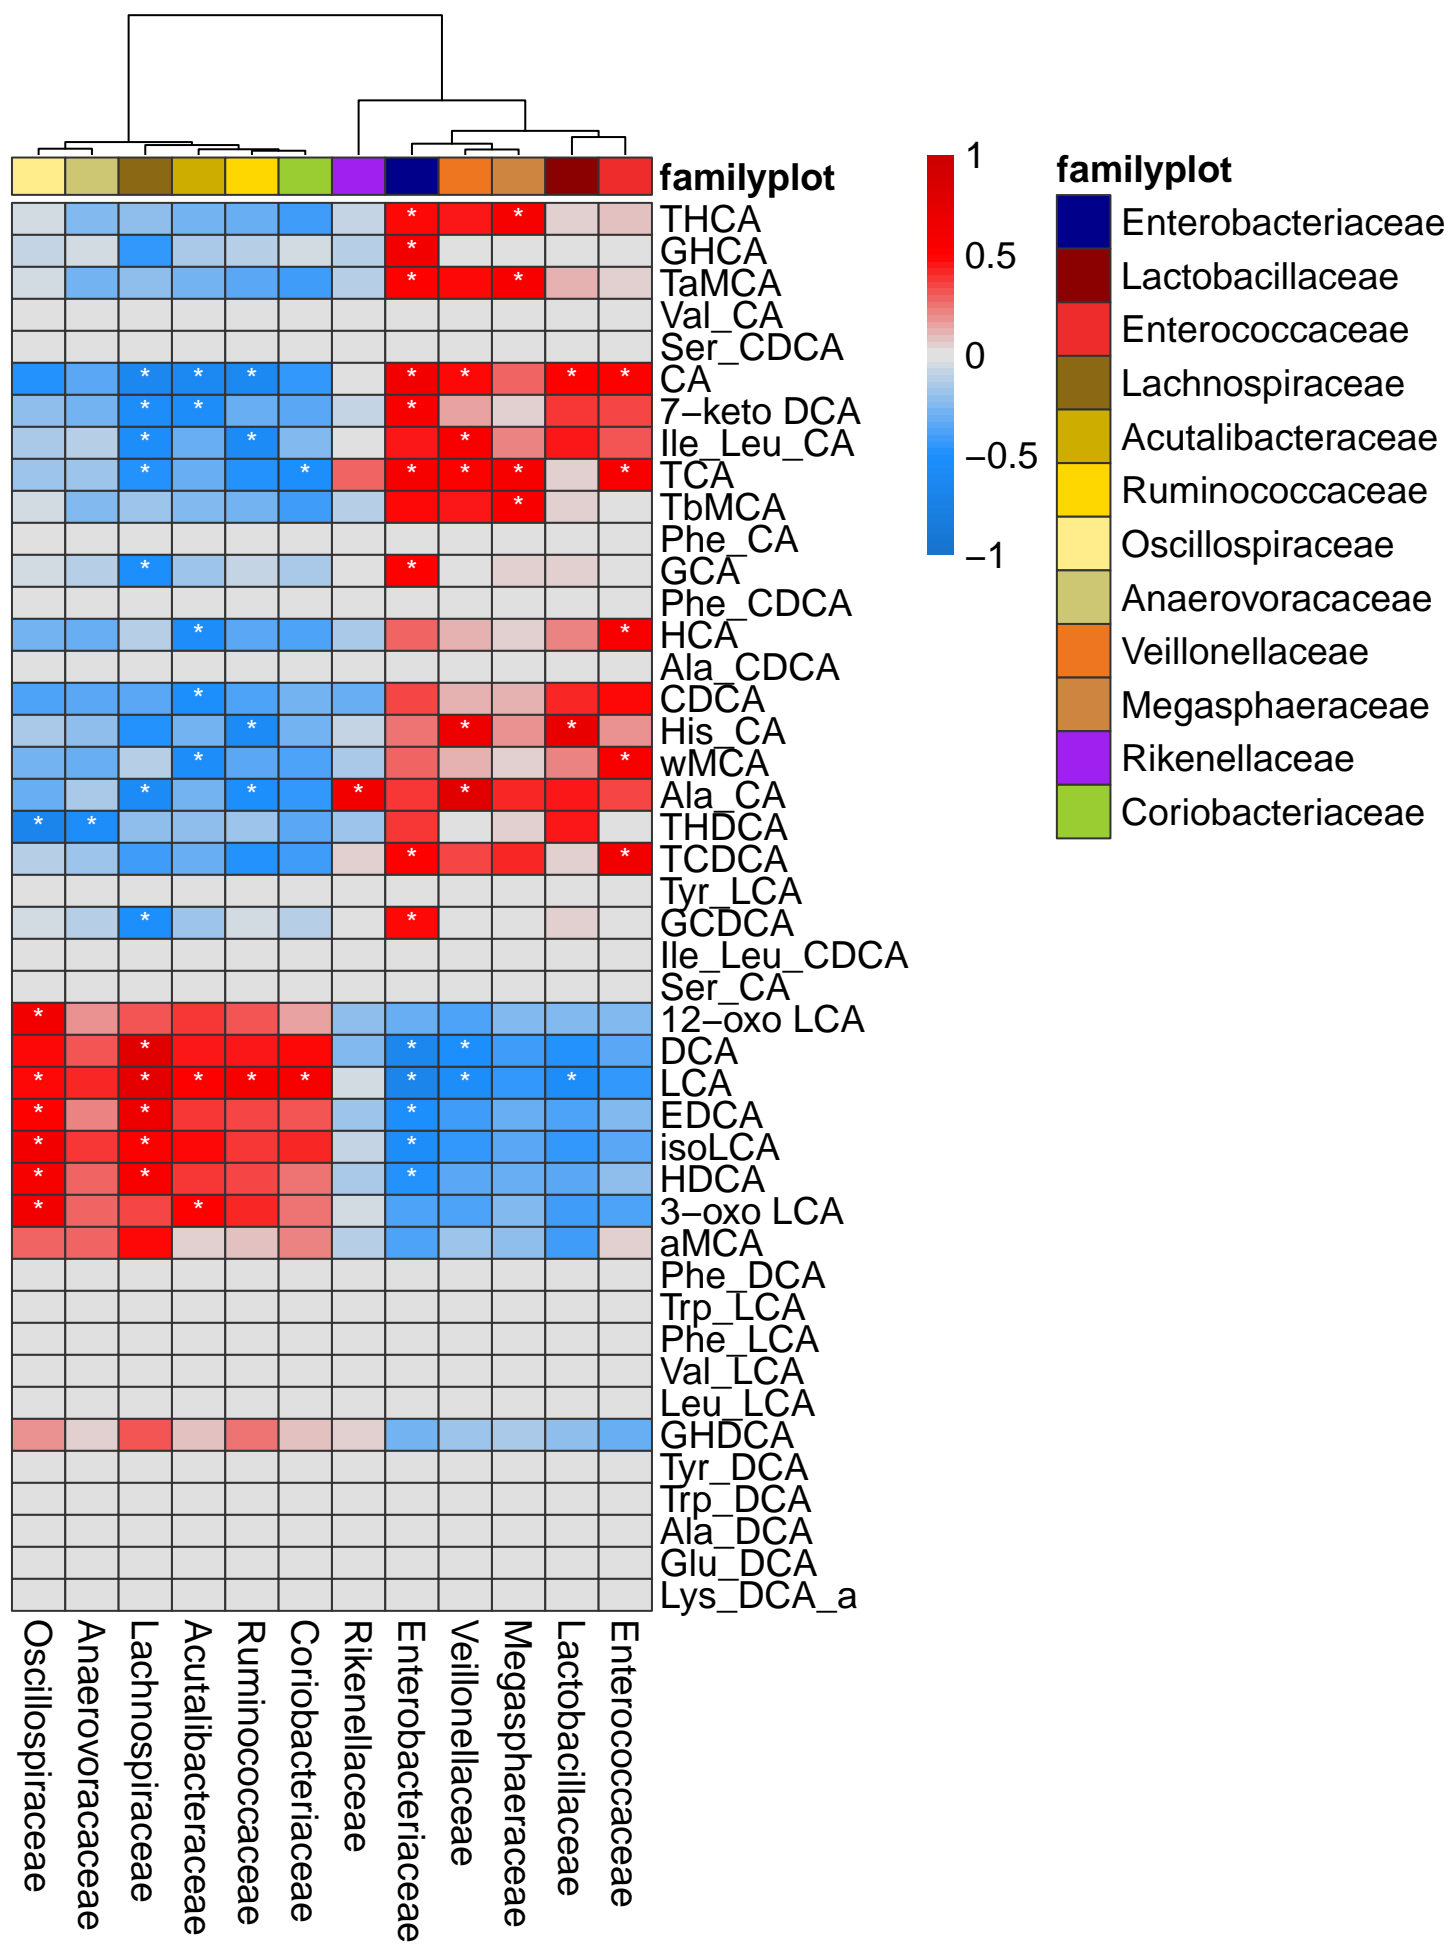 familyplot
THCA
GHCA
TaMCA
Val_CA
Ser_CDCA
CA
7−keto DCA
Ile_Leu_CA
TCA
TbMCA
Phe_CA
GCA
Phe_CDCA
HCA
Ala_CDCA
CDCA
His_CA
wMCA
Ala_CA
THDCA
TCDCA
Tyr_LCA
GCDCA
Ile_Leu_CDCA
Ser_CA
12−oxo LCA
DCA
LCA
EDCA
isoLCA
HDCA
3−oxo LCA
aMCA
Phe_DCA
Trp_LCA
Phe_LCA
Val_LCA
Leu_LCA
GHDCA
Tyr_DCA
Trp_DCA
Ala_DCA
Glu_DCA
Lys_DCA_a
Oscillospiraceae
Anaerovoracaceae
Lachnospiraceae
Acutalibacteraceae
Ruminococcaceae
Coriobacteriaceae
Rikenellaceae
Enterobacteriaceae
Veillonellaceae
Megasphaeraceae
Lactobacillaceae
Enterococcaceae
1
0.5
0
−0.5
−1
familyplot
Enterobacteriaceae
Lactobacillaceae
Enterococcaceae
Lachnospiraceae
Acutalibacteraceae
Ruminococcaceae
Oscillospiraceae
Anaerovoracaceae
Veillonellaceae
Megasphaeraceae
Rikenellaceae
Coriobacteriaceae